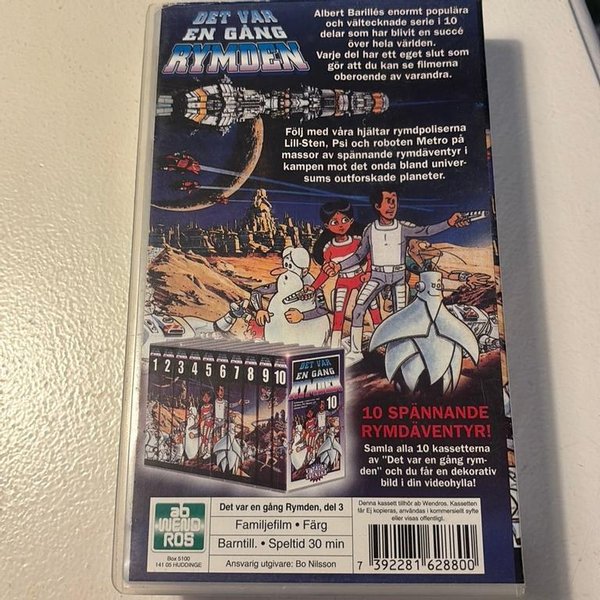 DET VAR
EN GÅNG
RYMDEN
Albert Barillés enormt populära
och vältecknade serie i 10
delar som har blivit en succé
över hela världen.
Varje del har ett eget slut som
gör att du kan se filmerna
oberoende av varandra.
Följ med våra hjältar rymdpoliserna
Lill-Sten, Psi och roboten Metro på
massor av spännande rymdäventyr i
kampen mot det onda bland univer-
sums outforskade planeter.
1 2 3 4 5 6 7 8 9 10
DET VAR
EN GÅNG
RYMDEN
10
10 SPÄNNANDE
RYMDÄVENTYR!
Samla alla 10 kassetterna
av "Det var en gång rym-
den" och du får en dekorativ
bild i din videohylla!
ab
WEND
ROS
Box 5100
141 05 HUDDINGE
Det var en gång Rymden, del 3
Familjefilm • Färg
Barntill. • Speltid 30 min
Ansvarig utgivare: Bo Nilsson
Denna kassett tillhör ab Wendros. Kassetten
får Ej kopieras, användas i kommersiellt syfte
eller visas offentligt.
7 392281 628800